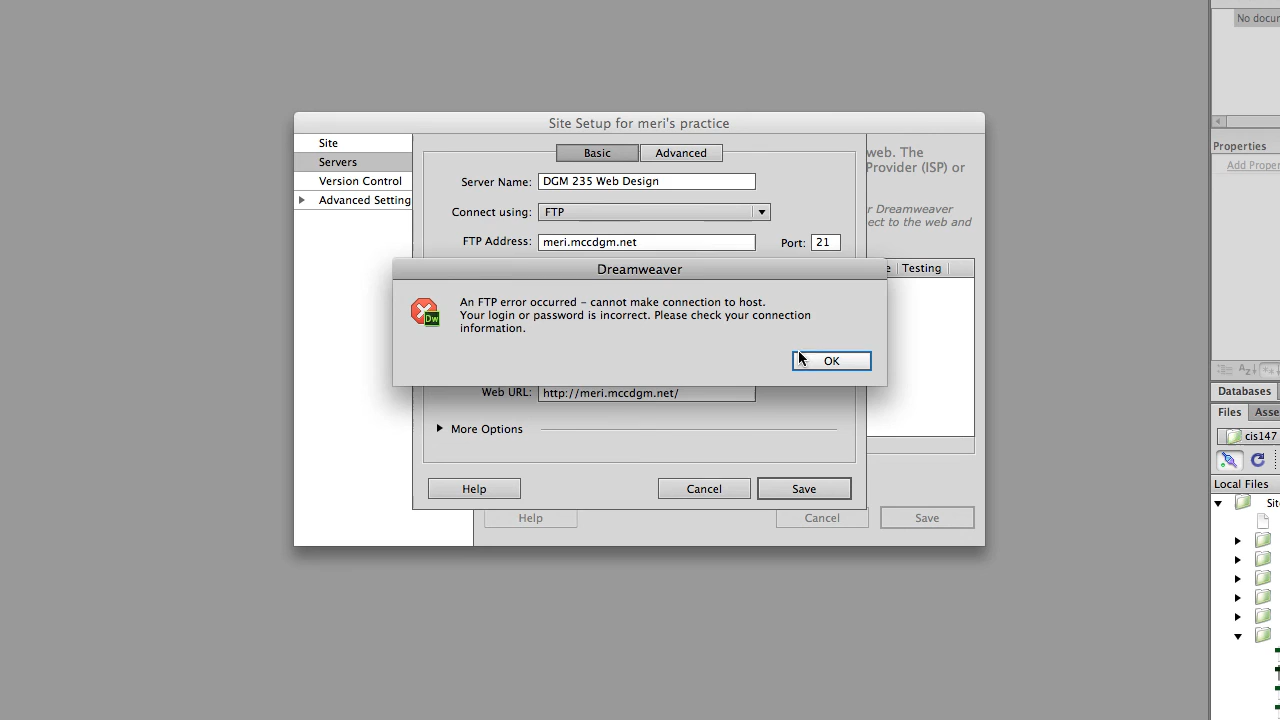 No docum
Site Setup for meri's practice
Site
Servers
Version Control
Advanced Setting
Basic
Advanced
web. The
Provider (ISP) or
Server Name: DGM 235 Web Design
Connect using: FTP
r Dreamweaver
ect to the web and
FTP Address: meri.mccdgm.net
Port: 21
e
Testing
Dreamweaver
An FTP error occurred – cannot make connection to host.
Your login or password is incorrect. Please check your connection
information.
Dw
OK
Web URL: http://meri.mccdgm.net/
More Options
Help
Cancel
Save
Help
Cancel
Save
Properties
Add Proper
Databases
Files
Asse
cis147
Local Files
Site